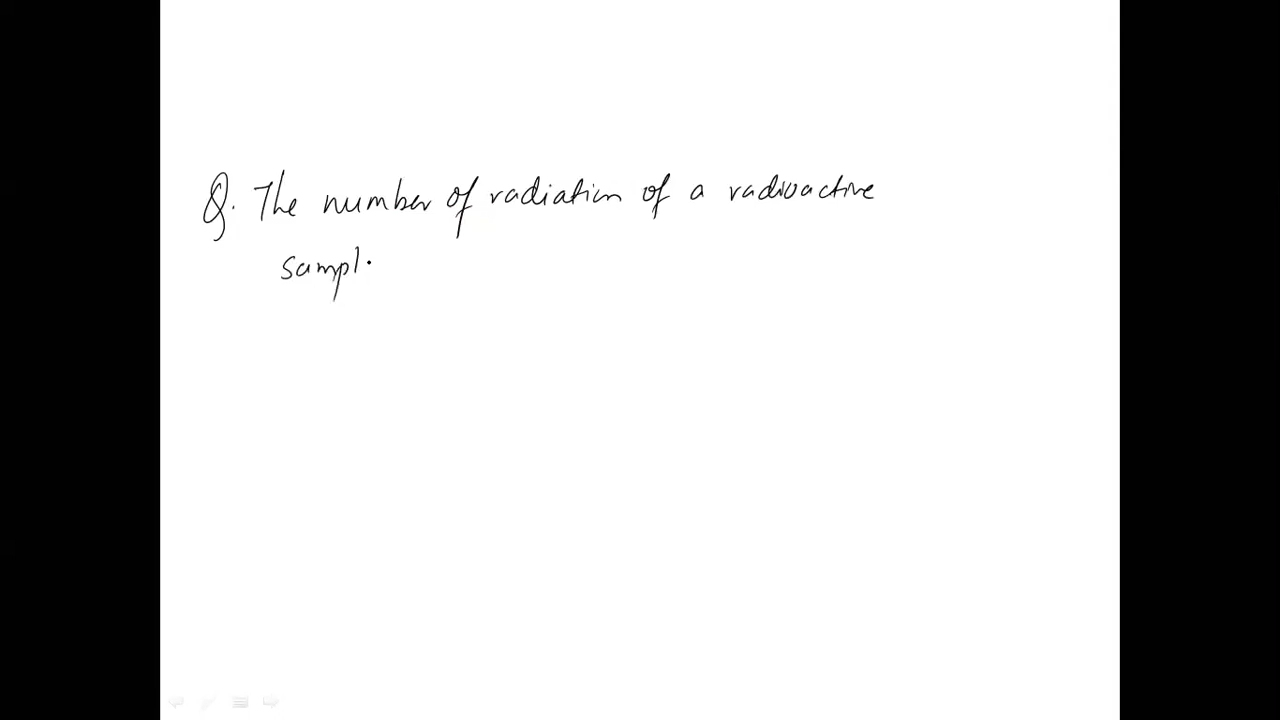 Q. The number of radiation of a radioactive
sampl.